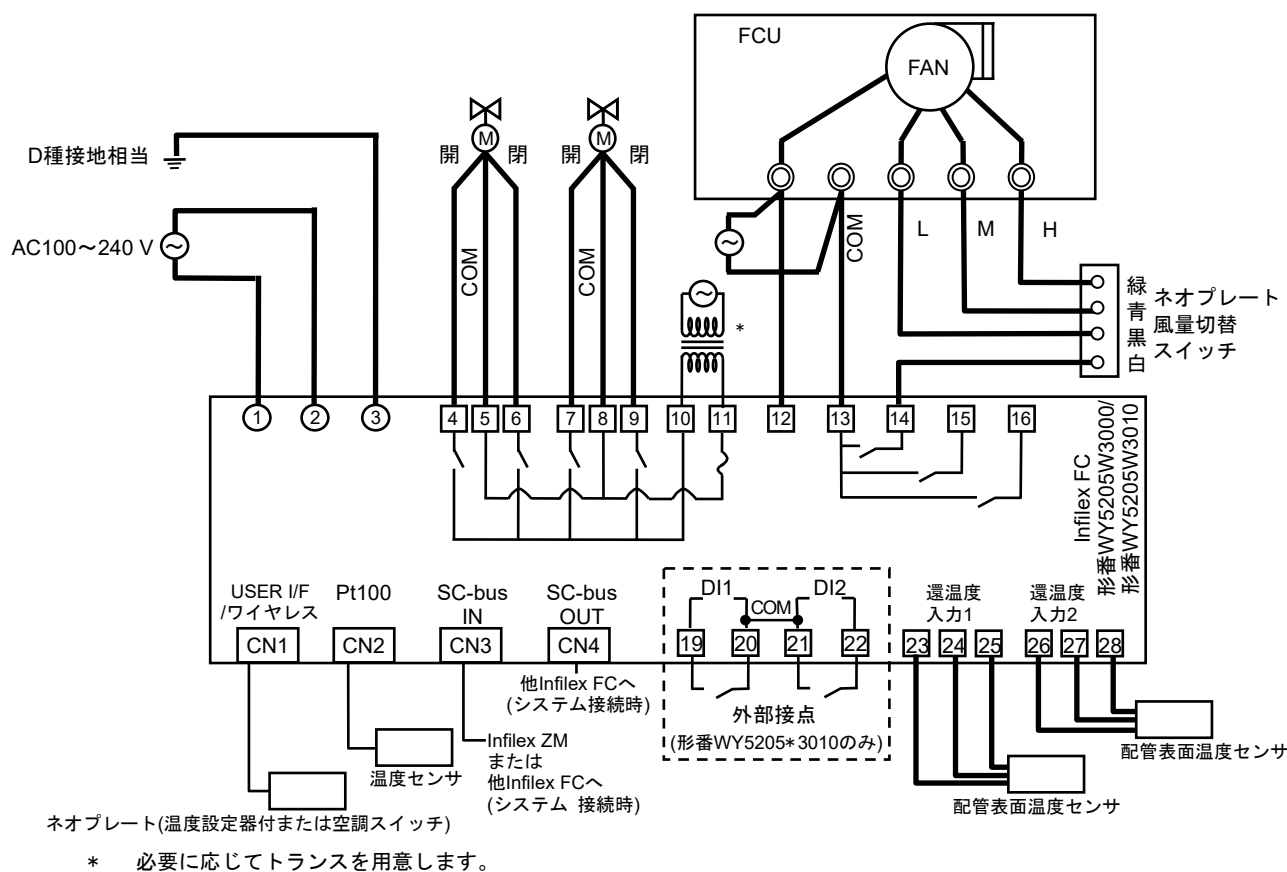 FCU
FAN
D種接地相当
AC100～240 V
開
M
閉
開
M
閉
COM
COM
COM
L
M
H
*
緑
青
黒
白
ネオプレート
風量切替
スイッチ
1
2
3
4
5
6
7
8
9
10
11
12
13
14
15
16
Infilex FC
形番WY5205W3000/
形番WY5205W3010
USER I/F
/ワイヤレス
CN1
Pt100
CN2
SC-bus
IN
CN3
SC-bus
OUT
CN4
DI1
COM
DI2
19
20
21
22
還温度
入力1
23
24
25
還温度
入力2
26
27
28
他Infilex FCへ
(システム接続時)
外部接点
(形番WY5205*3010のみ)
Infilex ZM
または
他Infilex FCへ
(システム 接続時)
温度センサ
配管表面温度センサ
配管表面温度センサ
ネオプレート(温度設定器付または空調スイッチ)
* 必要に応じてトランスを用意します。